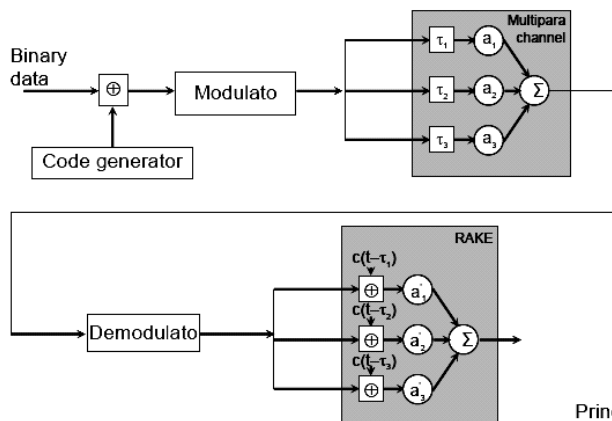 Multipara
channel
τ1 a1
Binary
data
⊕
Modulato
τ2 a2 Σ
Code generator
τ3 a3
RAKE
c(t–τ1)
⊕ a'1
Demodulato
c(t–τ2)
⊕ a'2 Σ
c(t–τ3)
⊕ a'3
Prin